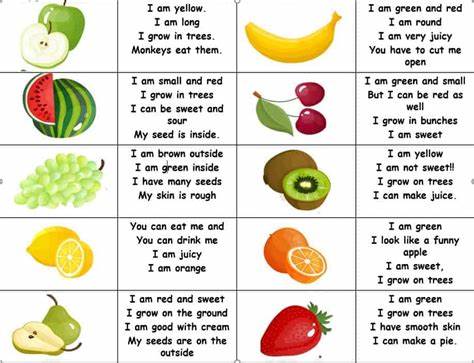 I am yellow.
I am long
I grow in trees.
Monkeys eat them.
I am green and red
I am round
I am very juicy
You have to cut me
open
I am small and red
I grow in trees
I can be sweet and
sour
My seed is inside.
I am green and small
But I can be red as
well
I grow in bunches
I am sweet
I am brown outside
I am green inside
I have many seeds
My skin is rough
I am yellow
I am not sweet!!
I grow on trees
I can make juice.
You can eat me and
You can drink me
I am juicy
I am orange
I am green
I look like a funny
apple
I am sweet,
I grow on trees
I am red and sweet
I grow on the ground
I am good with cream
My seeds are on the
outside
I am green
I grow on trees
I have smooth skin
I can make a pie.